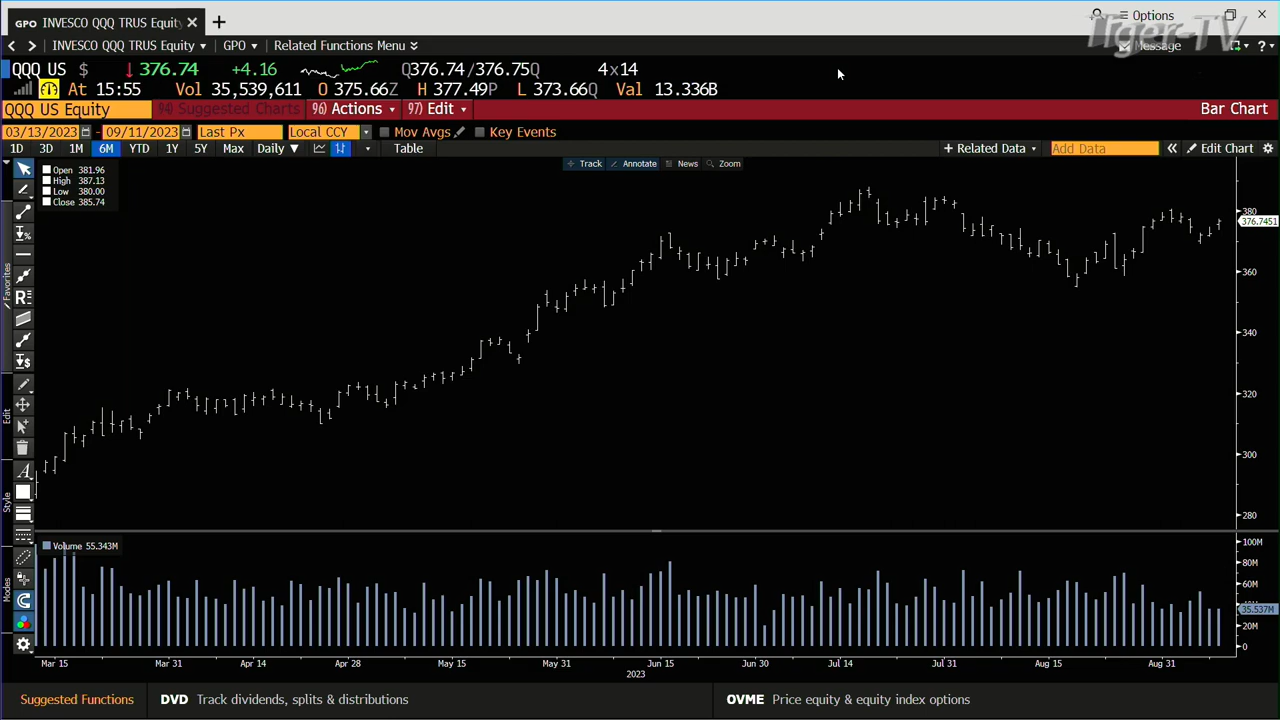 GPO INVESCO QQQ TRUS Equity × +
Options
INVESCO QQQ TRUS Equity GPO Related Functions Menu
Message
Tiger-TV
QQQ US $ ↓376.74 +4.16 Q376.74/376.75Q 4x14
At 15:55 Vol 35,539,611 O 375.66Z H 377.49P L 373.66Q Val 13.336B
QQQ US Equity 94) Suggested Charts 96) Actions 97) Edit Bar Chart
03/13/2023 - 09/11/2023 Last Px Local CCY Mov Avgs Key Events
1D 3D 1M 6M YTD 1Y 5Y Max Daily ▼ Table + Related Data Add Data « Edit Chart
Track Annotate News Zoom
Open 381.96
High 387.13
Low 380.00
Close 385.74
380
376.7451
360
340
320
300
280
Favorites
Edit
Style
Modes
Volume 55.343M
100M
80M
60M
35.537M
20M
0
Mar 15 Mar 31 Apr 14 Apr 28 May 15 May 31 Jun 15 Jun 30 Jul 14 Jul 31 Aug 15 Aug 31
2023
Suggested Functions DVD Track dividends, splits & distributions OVME Price equity & equity index options